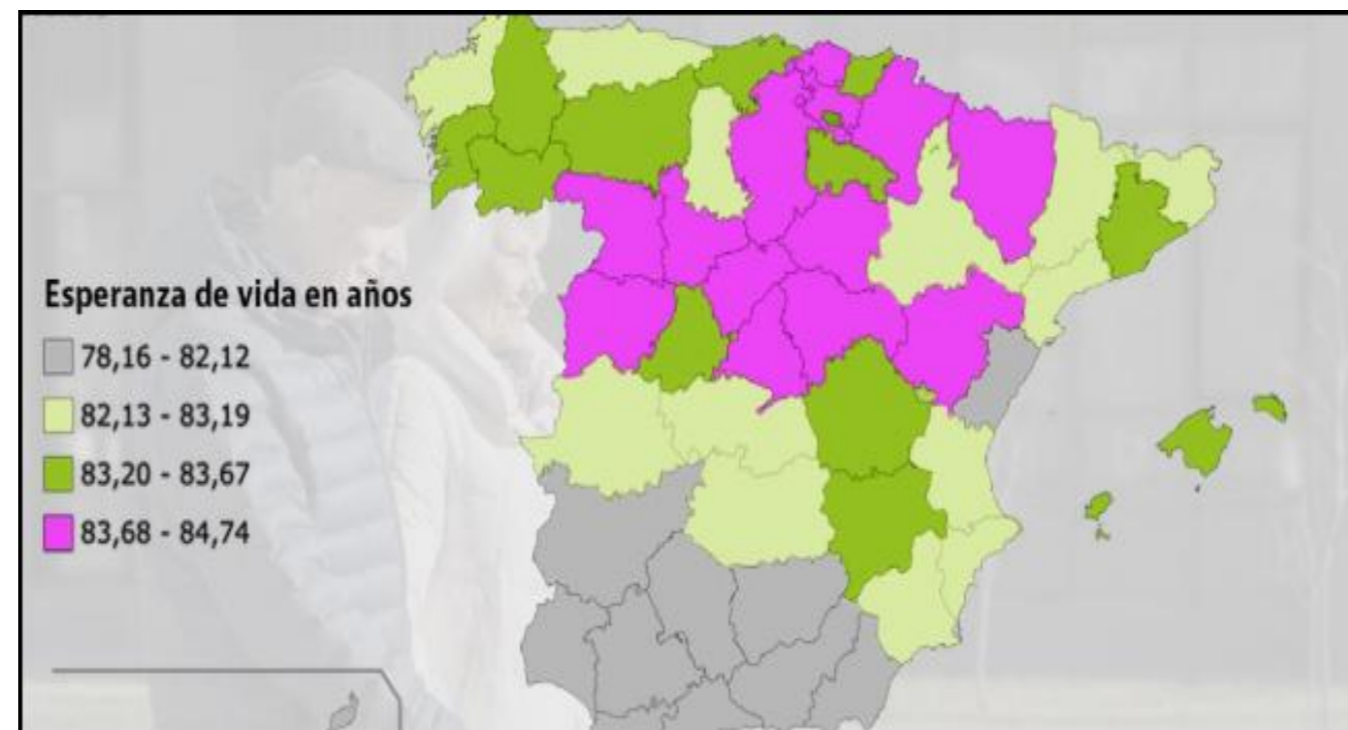 Esperanza de vida en años
78,16 - 82,12
82,13 - 83,19
83,20 - 83,67
83,68 - 84,74